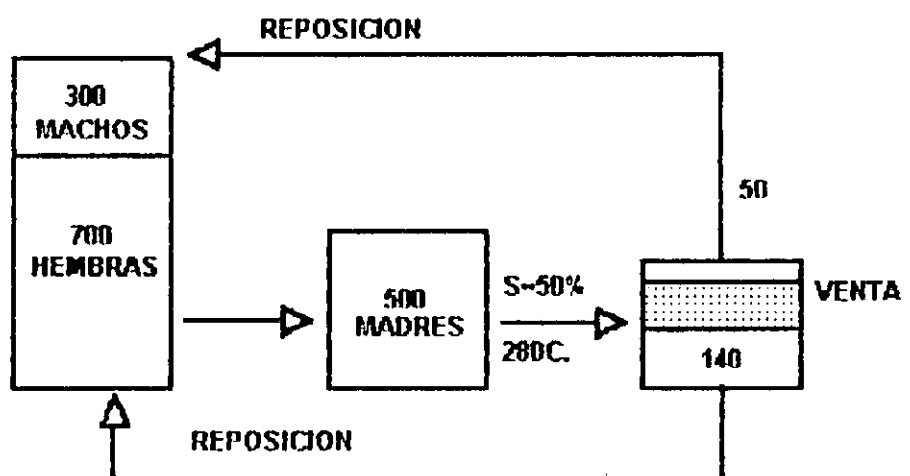 REPOSICION
300
MACHOS
700
HEMBRAS
500
MADRES
S-50%
280C.
50
VENTA
140
REPOSICION